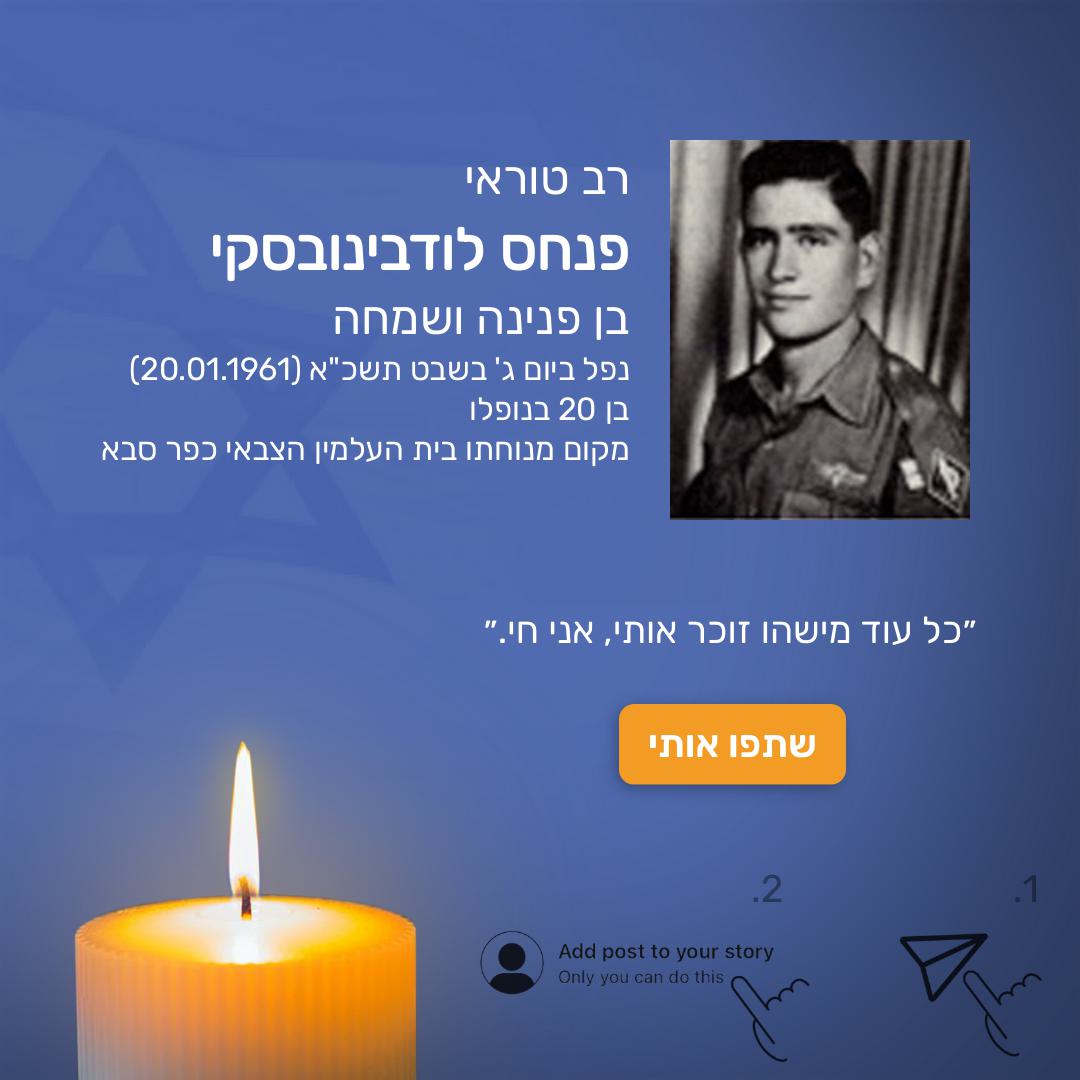 רב טוראי
פנחס לודבינובסקי
בן פנינה ושמחה
נפל ביום ג' בשבט תשכ"א (20.01.1961)
בן 20 בנופלו
מקום מנוחתו בית העלמין הצבאי כפר סבא
״כל עוד מישהו זוכר אותי, אני חי.״
שתפו אותי
1.
2.
Add post to your story
Only you can do this